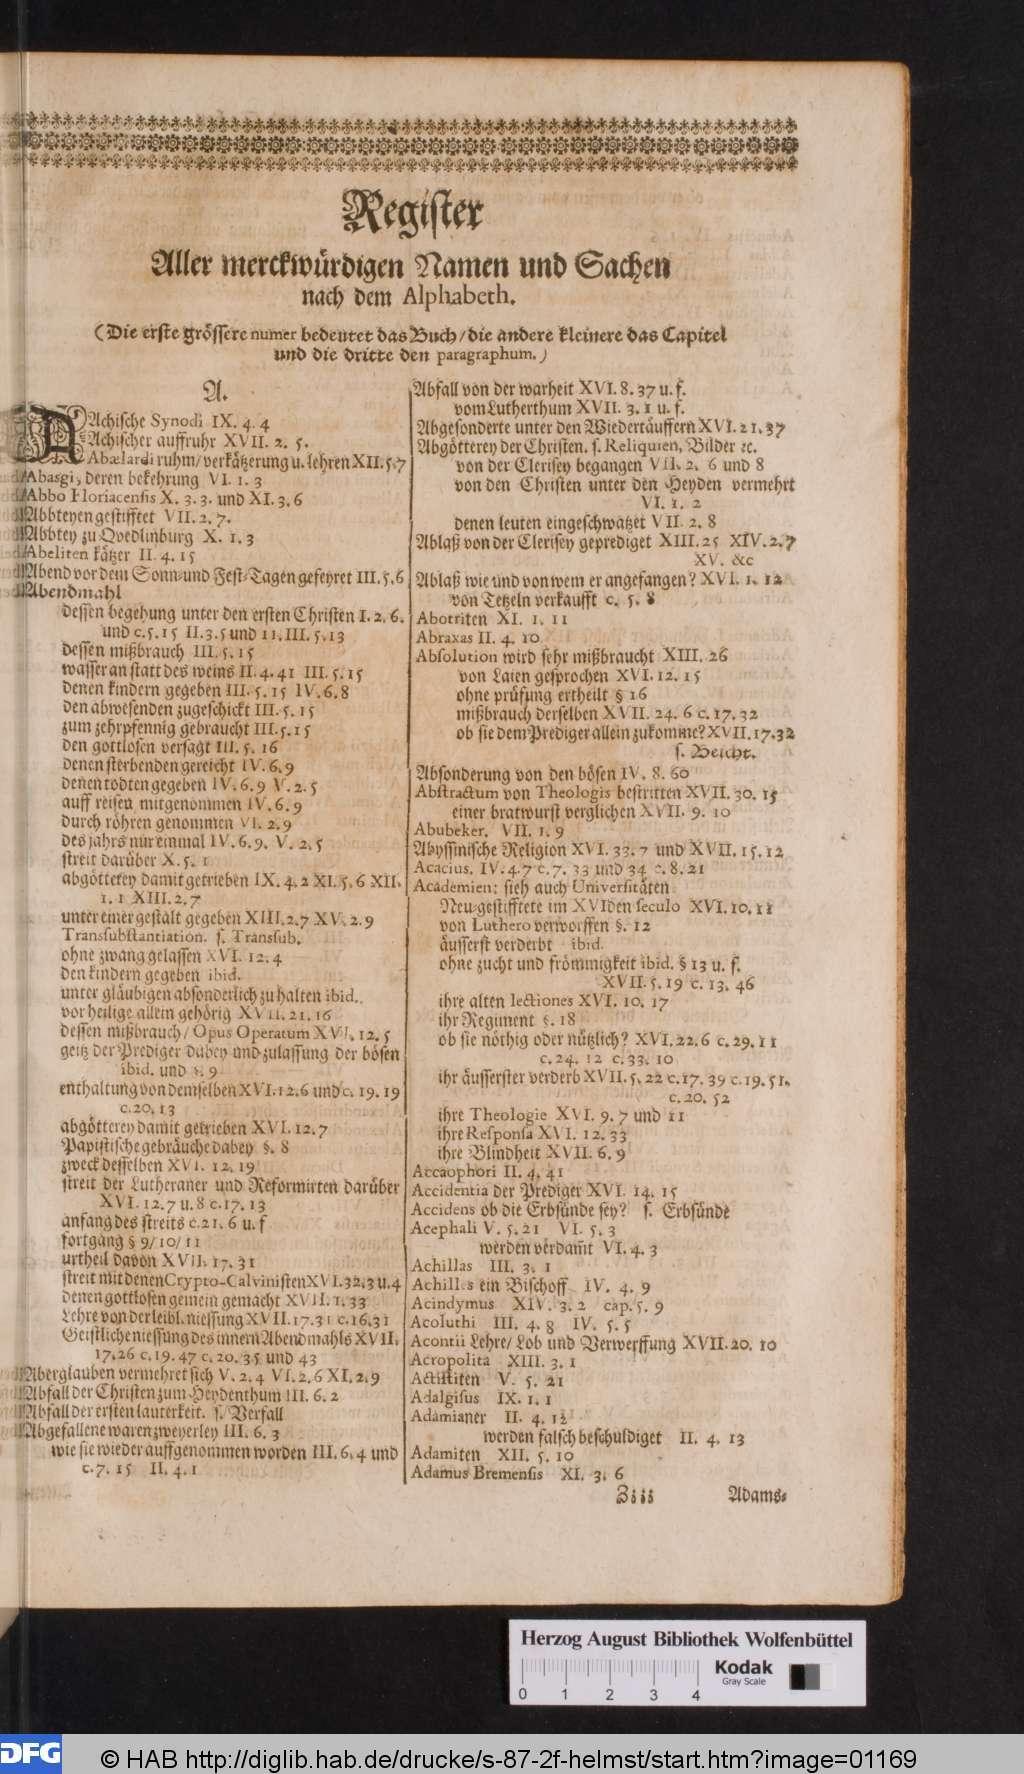 Register
Aller merckwürdigen Namen und Sachen
nach dem Alphabeth.
(Die erste grössere numer bedeutet das Buch/die andere kleinere das Capitel
und die dritte den paragraphum.)
A.
AAchische Synodi IX. 4. 4
Achischer auffruhr XVII. 2. 5.
Abælardi ruhm/verkätzerung u. lehren XII. 5. 7
Abasgi, deren bekehrung VI. 1. 3
Abbo Floriacensis X. 3. 3. und XI. 3. 6
Abbteyen gestifftet VII. 2. 7.
Abbtey zu Qvedlinburg X. 1. 3
Abeliten kätzer II. 4. 15
Abend vor dem Sonn-und Fest-Tagen gefeyret III. 5. 6
Abendmahl
dessen begehung unter den ersten Christen I. 2. 6.
und c. 5. 15 II. 3. 5 und 11. III. 5. 13
dessen mißbrauch III. 5. 15
wasser an statt des weins II. 4. 41 III. 5. 15
denen kindern gegeben III. 5. 15 IV. 6. 8
den abwesenden zugeschickt III. 5. 15
zum zehrpfennig gebraucht III. 5. 15
den gottlosen versagt III. 5. 16
denen sterbenden gereicht IV. 6. 9
denen todten gegeben IV. 6. 9 V. 2. 5
auff reisen mitgenommen IV. 6. 9
durch röhren genommen VI. 2. 9
des jahrs nur einmal IV. 6. 9. V. 2. 5
streit darüber X. 5. 1
abgötterey damit getrieben IX. 4. 2 XI. 5. 6 XII.
1. 1 XIII. 2. 7
unter einer gestalt gegeben XIII. 2. 7 XV. 2. 9
Transubstantiation. s. Transub.
ohne zwang gelassen XVI. 12. 4
den kindern gegeben ibid.
unter gläubigen absonderlich zu halten ibid.
vor heilige allein gehörig XVII. 21. 16
dessen mißbrauch/Opus Operatum XVI. 12. 5
geitz der Prediger dabey und zulassung der bösen
ibid. und §. 9
enthaltung von demselben XVI. 12. 6 und c. 19. 19
c. 20. 13
abgötterey damit getrieben XVI. 12. 7
Papistische gebräuche dabey §. 8
zweck desselben XVI. 12. 19
streit der Lutheraner und Reformirten darüber
XVI. 12. 7 u. 8 c. 17. 13
anfang des streits c. 21. 6 u. f
fortgang § 9/10/11
urtheil davon XVII. 17. 31
streit mit denen Crypto-Calvinisten XVI. 32. 3 u. 4
denen gottlosen gemein gemacht XVII. 1. 33
Lehre von der leibl. niessung XVII. 17. 31 c. 16. 31
Geistliche niessung des innern Abendmahls XVII.
17. 26 c. 19. 47 c. 20. 35 und 43
Aberglauben vermehret sich V. 2. 4 VI. 2. 6 XI. 2. 9
Abfall der Christen zum Heydenthum III. 6. 2
Abfall der ersten lauterkeit. s. Verfall
Abgefallene waren zweyerley III. 6. 3
wie sie wieder auffgenommen worden III. 6. 4 und
c. 7. 15 II. 4. 1
Abfall von der warheit XVI. 8. 37 u. f.
vom Lutherthum XVII. 3. 1 u. f.
Abgesonderte unter den Wiedertäuffern XVI. 21. 37
Abgötterey der Christen. s. Reliquien, Bilder ꝛc.
von der Clerisey begangen VII. 2. 6 und 8
von den Christen unter den Heyden vermehrt
VI. 1. 2
denen leuten eingeschwatzet VII. 2. 8
Ablaß von der Clerisey geprediget XIII. 25 XIV. 2. 7
XV. &c
Ablaß wie und von wem er angefangen? XVI. 1. 12
von Tetzeln verkaufft c. 5. 8
Abotriten XI. 1. 11
Abraxas II. 4. 10
Absolution wird sehr mißbraucht XIII. 26
von Laien gesprochen XVI. 12. 15
ohne prüfung ertheilt § 16
mißbrauch derselben XVII. 24. 6 c. 17. 32
ob sie dem Prediger allein zukomme? XVII. 17. 32
s. Beicht.
Absonderung von den bösen IV. 8. 60
Abstractum von Theologis bestritten XVII. 30. 15
einer bratwurst verglichen XVII. 9. 10
Abubeker. VII. 1. 9
Abyssinische Religion XVI. 33. 7 und XVII. 15. 12
Acacius. IV. 4. 7 c. 7. 33 und 34 c. 8. 21
Academien: sieh auch Universitäten
Neu-gestifftete im XVIden seculo XVI. 10. 11
von Luthero verworffen §. 12
äusserst verderbt ibid.
ohne zucht und frömmigkeit ibid. § 13 u. f.
XVII. 5. 19 c. 13. 46
ihre alten lectiones XVI. 10. 17
ihr Regiment §. 18
ob sie nöthig oder nützlich? XVI. 22. 6 c. 29. 11
c. 24. 12 c. 33. 10
ihr äusserster verderb XVII. 5. 22 c. 17. 39 c. 19. 51.
c. 20. 52
ihre Theologie XVI. 9. 7 und 11
ihre Responsa XVI. 12. 33
ihre Blindheit XVII. 6. 9
Accaophori II. 4. 41
Accidentia der Prediger XVI. 14. 15
Accidens ob die Erbsünde sey? s. Erbsünde
Acephali V. 5. 21 VI. 5. 3
werden verdam̃t VI. 4. 3
Achillas III. 3. 1
Achilles ein Bischoff IV. 4. 9
Acindymus XIV. 3. 2 cap. 5. 9
Acoluthi III. 4. 8 IV. 5. 5
Acontii Lehre/Lob und Verwerffung XVII. 20. 10
Acropolita XIII. 3. 1
Actistiten V. 5. 21
Adalgisus IX. 1. 1
Adamianer II. 4. 12
werden falsch beschuldiget II. 4. 13
Adamiten XII. 5. 10
Adamus Bremensis XI. 3. 6
Ziii Adams-
Herzog August Bibliothek Wolfenbüttel
Kodak
Gray Scale
0 1 2 3 4
DFG © HAB http://diglib.hab.de/drucke/s-87-2f-helmst/start.htm?image=01169